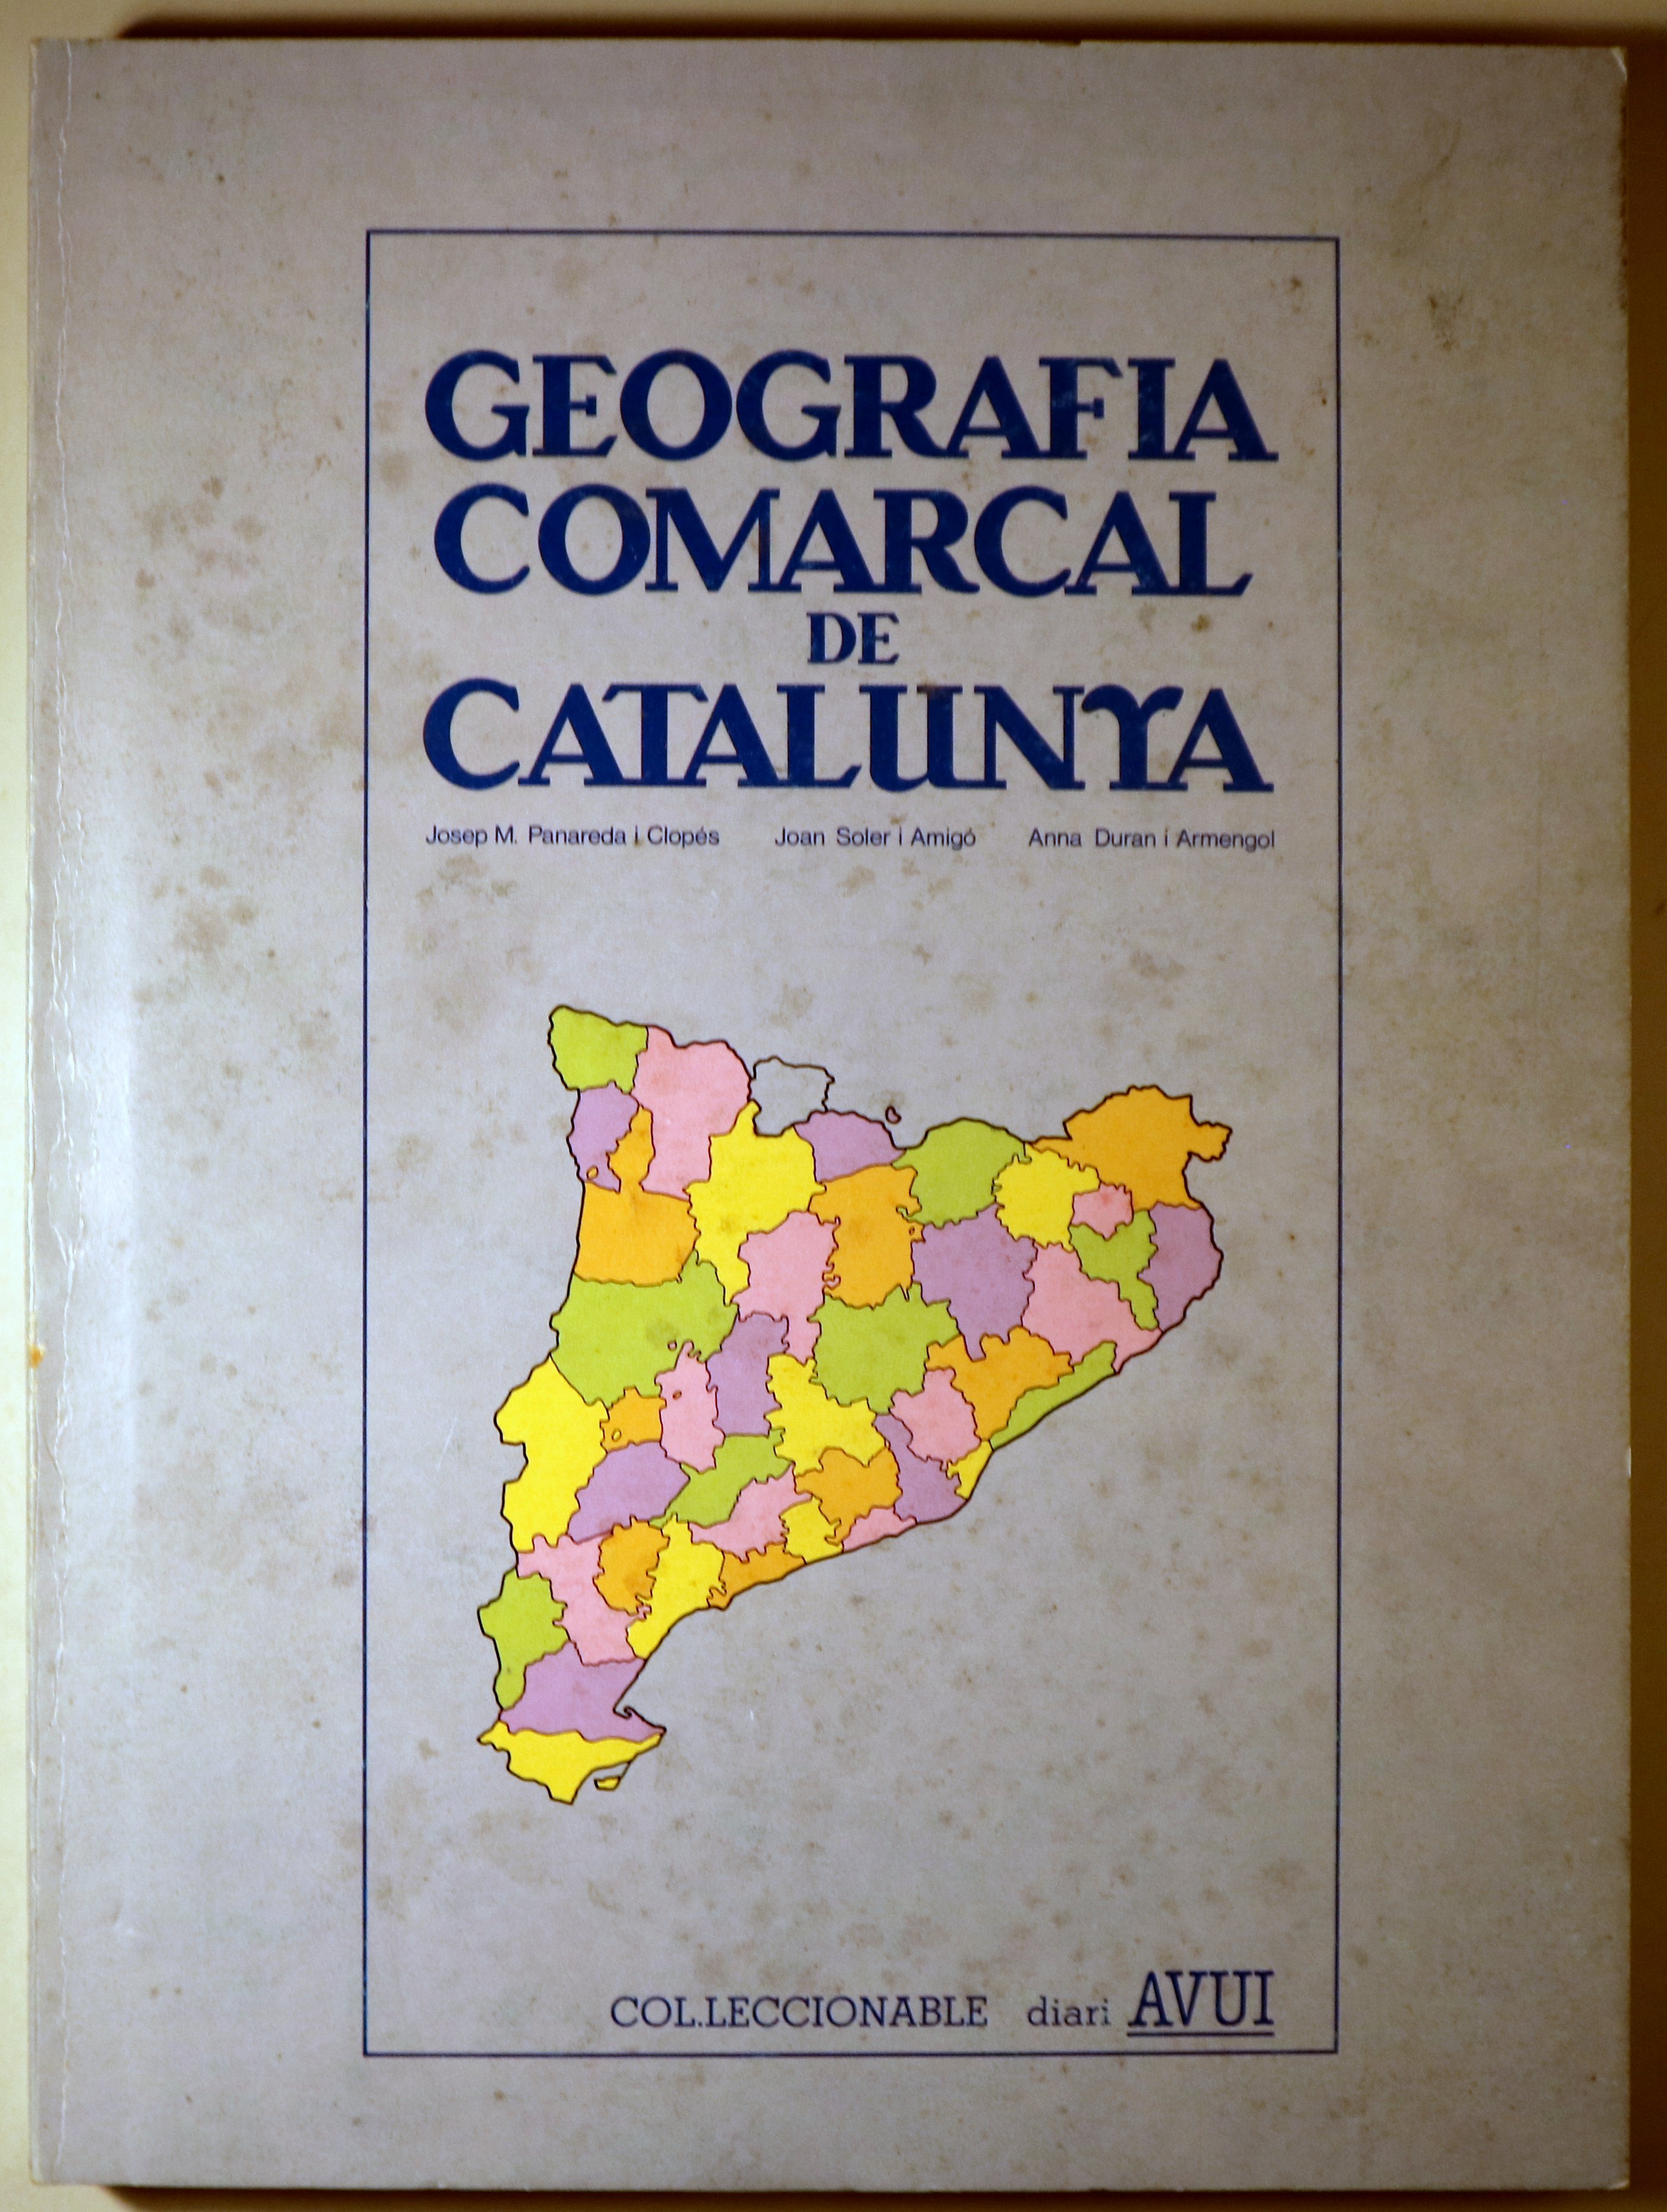 GEOGRAFIA
COMARCAL
DE
CATALUNYA
Josep M. Panareda i Clopés Joan Soler i Amigó Anna Duran i Armengol
COL.LECCIONABLE diari AVUI